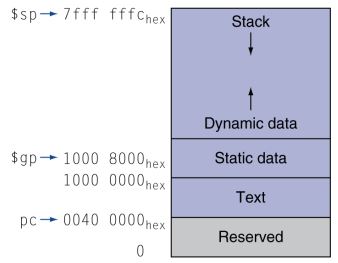 $sp→ 7fff fffc hex
Stack
Dynamic data
$gp→ 1000 8000 hex
Static data
1000 0000 hex
Text
pc→ 0040 0000 hex
Reserved
0